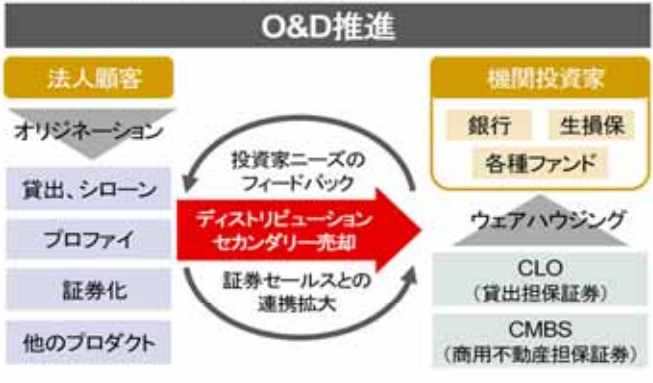 O&D推進
法人顧客
オリジネーション
貸出、シローン
プロファイ
証券化
他のプロダクト
投資家ニーズの
フィードバック
ディストリビューション
セカンダリー売却
証券セールスとの
連携拡大
機関投資家
銀行
生損保
各種ファンド
ウェアハウジング
CLO
（貸出担保証券）
CMBS
（商用不動産担保証券）